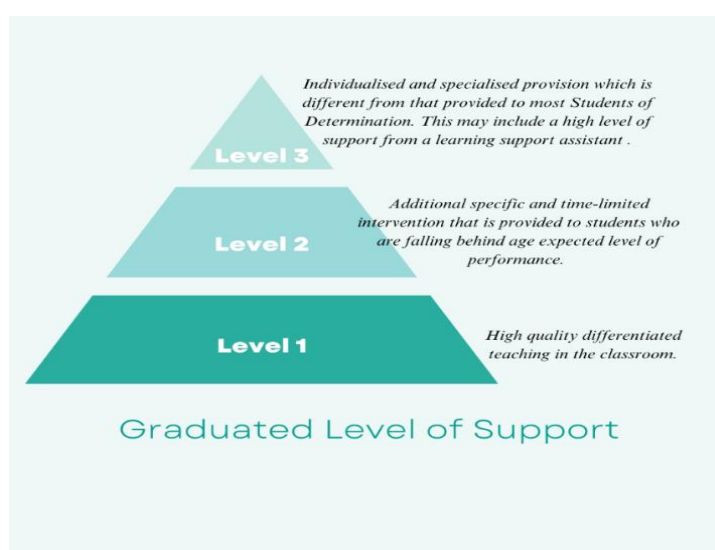 Individualised and specialised provision which is
different from that provided to most Students of
Determination. This may include a high level of
support from a learning support assistant .
Level 3
Additional specific and time-limited
intervention that is provided to students who
are falling behind age expected level of
performance.
Level 2
High quality differentiated
teaching in the classroom.
Level 1
Graduated Level of Support